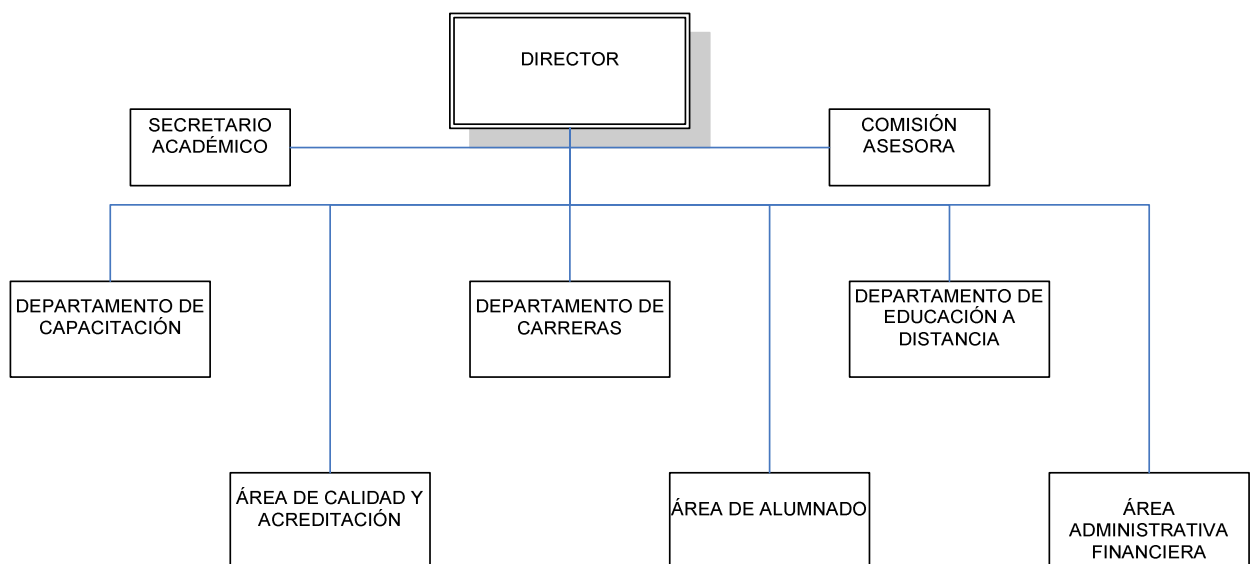 DIRECTOR
SECRETARIO
ACADÉMICO
COMISIÓN
ASESORA
DEPARTAMENTO DE
CAPACITACIÓN
DEPARTAMENTO DE
CARRERAS
DEPARTAMENTO DE
EDUCACIÓN A
DISTANCIA
ÁREA DE CALIDAD Y
ACREDITACIÓN
ÁREA DE ALUMNADO
ÁREA
ADMINISTRATIVA
FINANCIERA